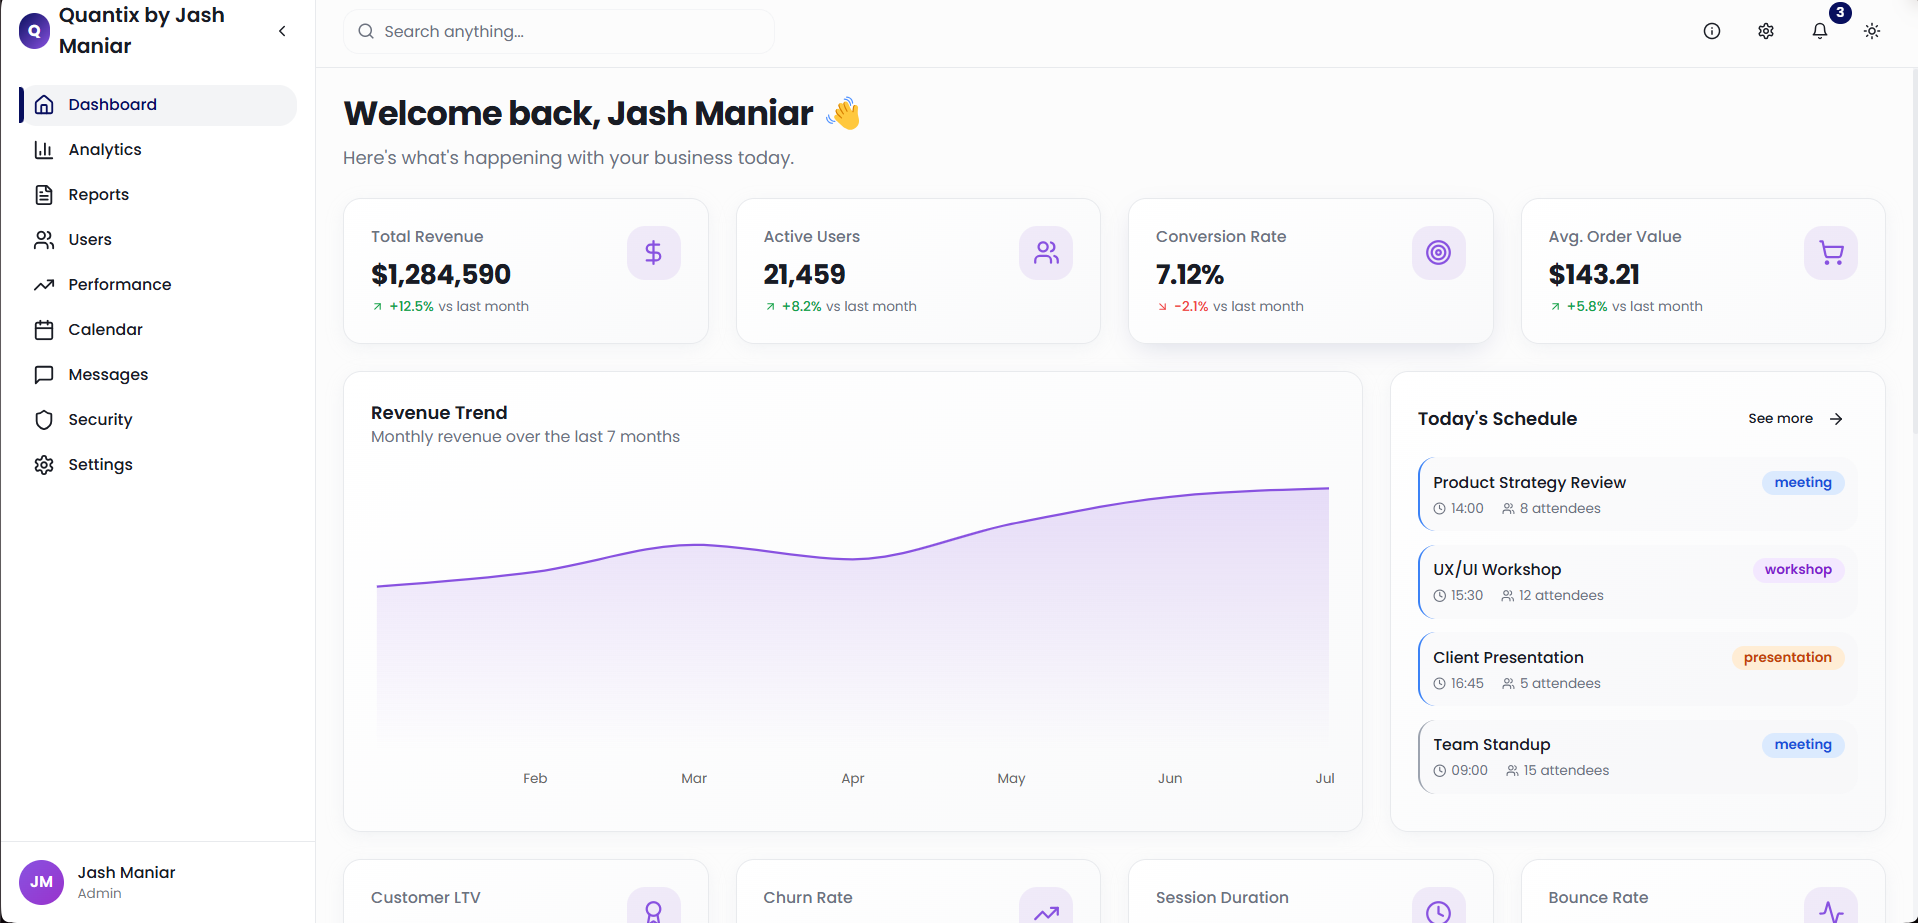 Q
Quantix by Jash
Maniar
Search anything...
3
Dashboard
Analytics
Reports
Users
Performance
Calendar
Messages
Security
Settings
JM
Jash Maniar
Admin
Welcome back, Jash Maniar 👋
Here's what's happening with your business today.
Total Revenue
$1,284,590
+12.5% vs last month
Active Users
21,459
+8.2% vs last month
Conversion Rate
7.12%
-2.1% vs last month
Avg. Order Value
$143.21
+5.8% vs last month
Revenue Trend
Monthly revenue over the last 7 months
Feb Mar Apr May Jun Jul
Today's Schedule
See more
Product Strategy Review meeting
14:00 8 attendees
UX/UI Workshop workshop
15:30 12 attendees
Client Presentation presentation
16:45 5 attendees
Team Standup meeting
09:00 15 attendees
Customer LTV
Churn Rate
Session Duration
Bounce Rate